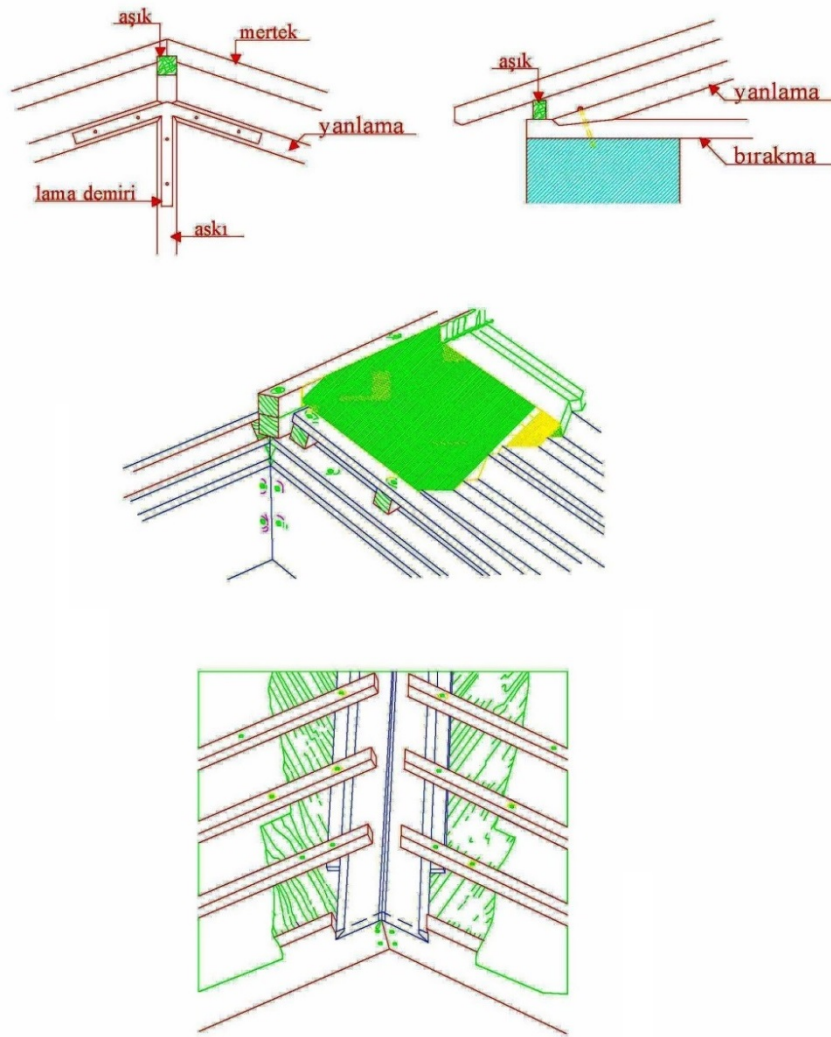 aşık
mertek
yanlama
lama demiri
askı
aşık
yanlama
bırakma